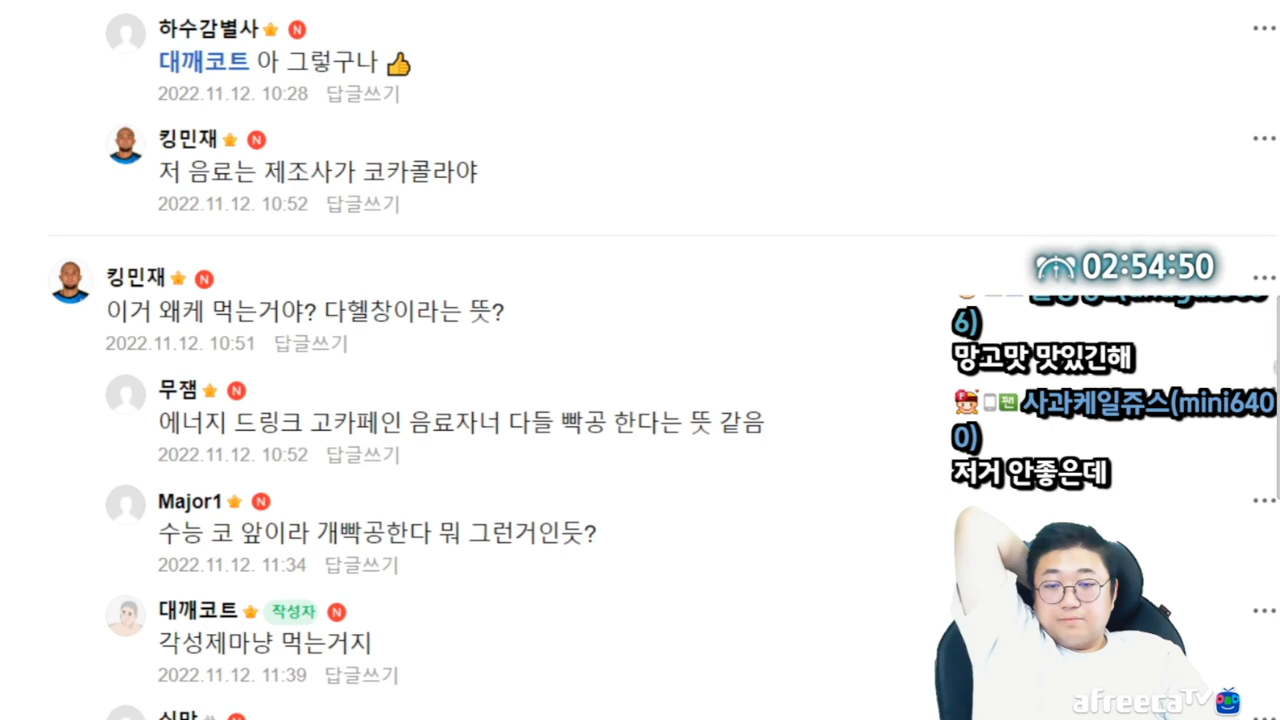 하수감별사
대깨코트 아 그렇구나
2022.11.12. 10:28 답글쓰기
킹민재
저 음료는 제조사가 코카콜라야
2022.11.12. 10:52 답글쓰기
킹민재
이거 왜케 먹는거야? 다헬창이라는 뜻?
2022.11.12. 10:51 답글쓰기
무잼
에너지 드링크 고카페인 음료자너 다들 빡공 한다는 뜻 같음
2022.11.12. 10:52 답글쓰기
Major1
수능 코 앞이라 개빡공한다 뭐 그런거인듯?
2022.11.12. 11:34 답글쓰기
대깨코트 작성자
각성제마냥 먹는거지
2022.11.12. 11:39 답글쓰기
02:54:50
6)
망고맛 맛있긴해
팬 사과케일쥬스(mini640
0)
저거 안좋은데
afreecaTV